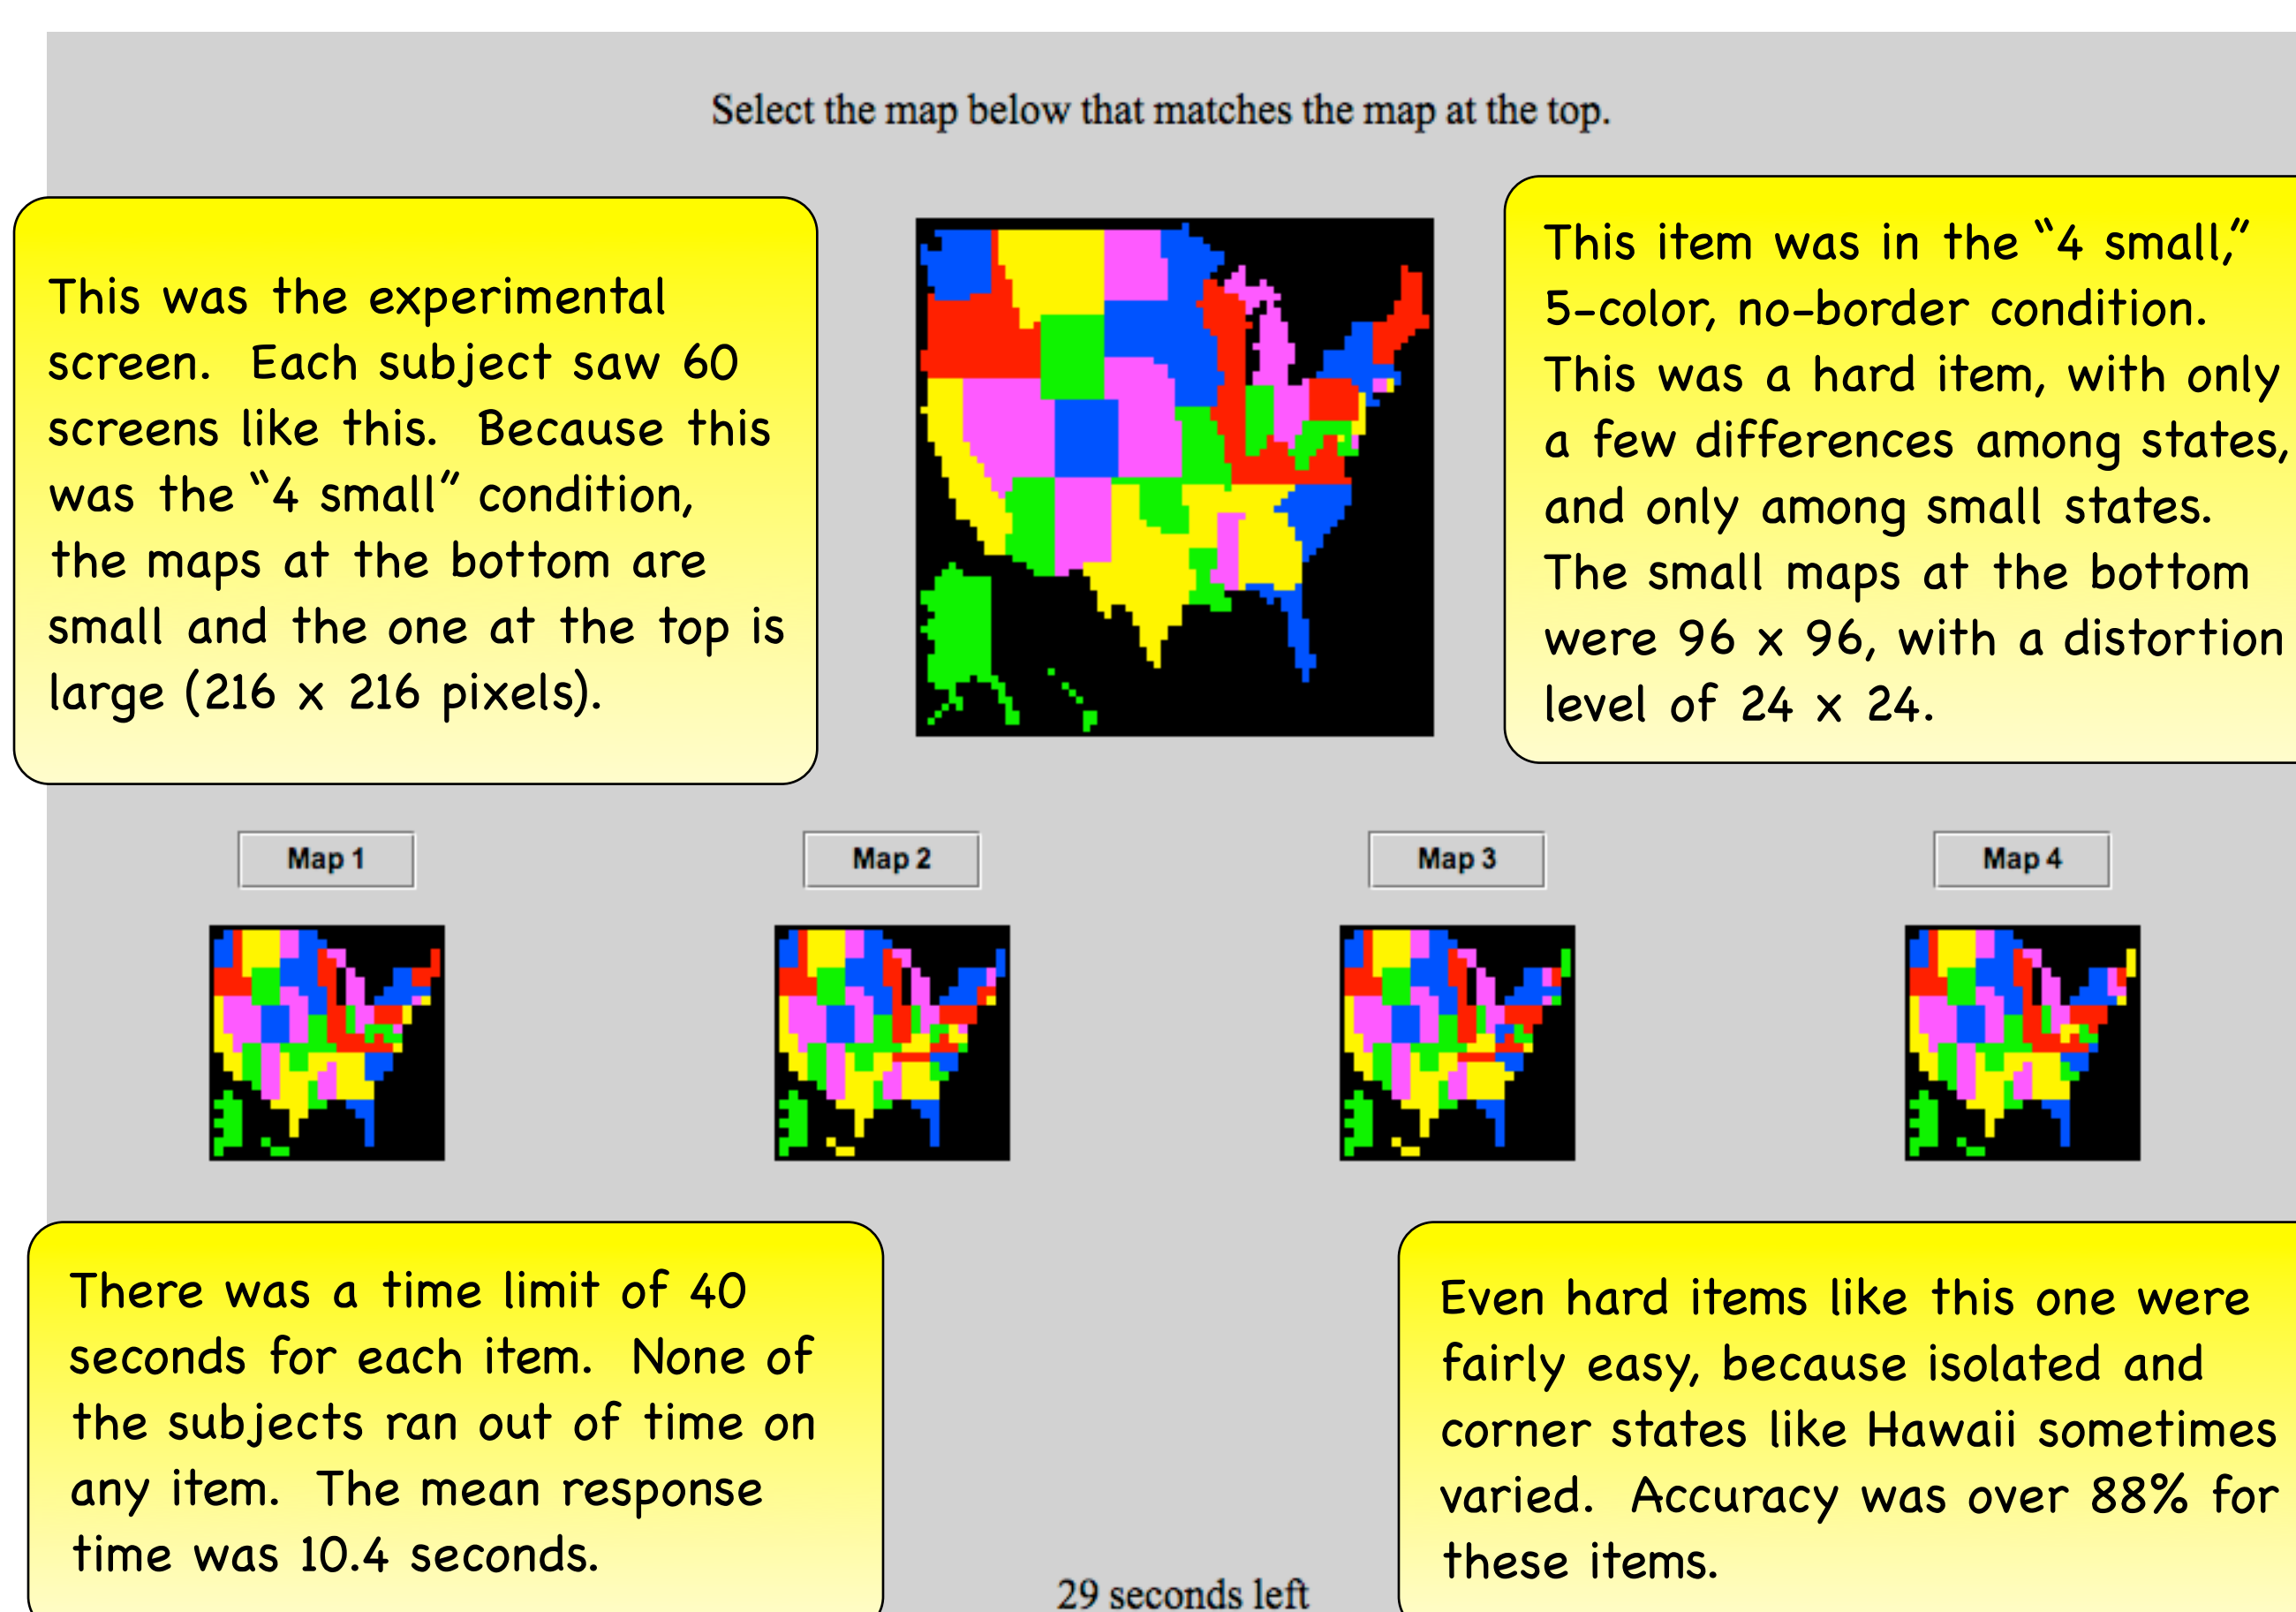 Select the map below that matches the map at the top.
This was the experimental
screen. Each subject saw 60
screens like this. Because this
was the “4 small” condition,
the maps at the bottom are
small and the one at the top is
large (216 x 216 pixels).
This item was in the “4 small,”
5-color, no-border condition.
This was a hard item, with only
a few differences among states,
and only among small states.
The small maps at the bottom
were 96 x 96, with a distortion
level of 24 x 24.
Map 1
Map 2
Map 3
Map 4
There was a time limit of 40
seconds for each item. None of
the subjects ran out of time on
any item. The mean response
time was 10.4 seconds.
Even hard items like this one were
fairly easy, because isolated and
corner states like Hawaii sometimes
varied. Accuracy was over 88% for
these items.
29 seconds left